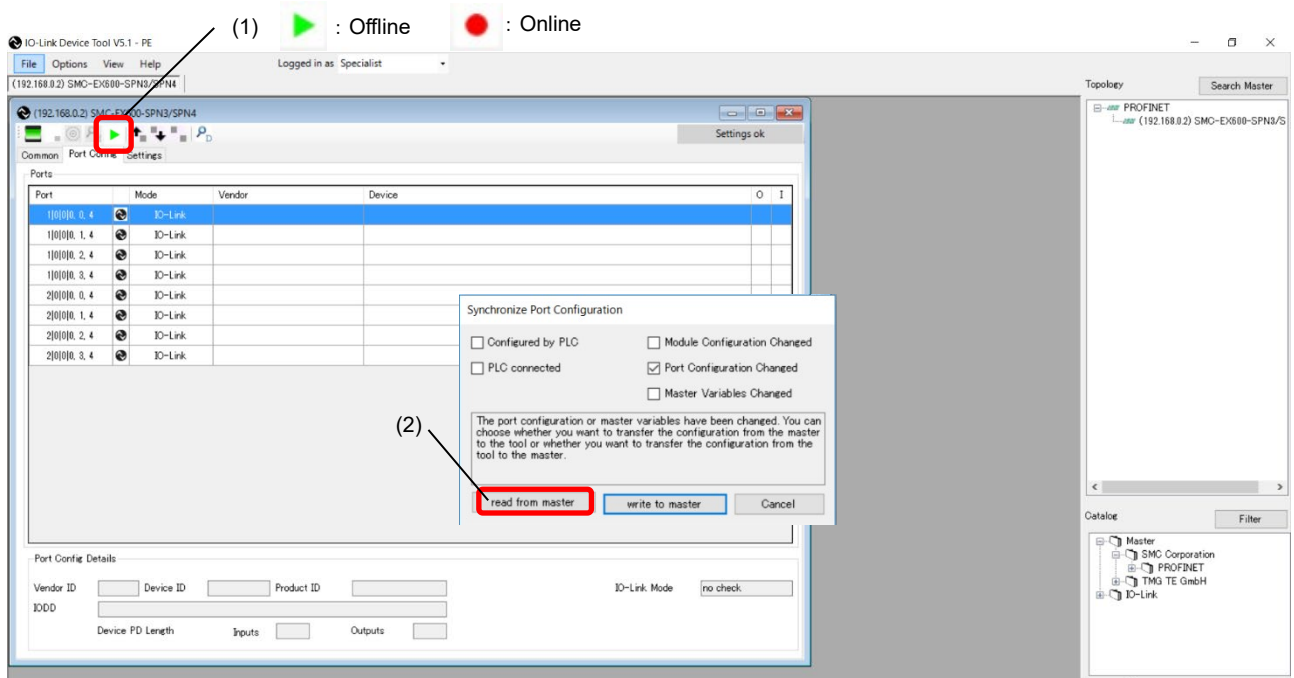 (1)
: Offline
: Online
IO-Link Device Tool V5.1 - PE
File Options View Help
Logged in as Specialist
(192.168.0.2) SMC-EX600-SPN3/SPN4
Topology
Search Master
PROFINET
(192.168.0.2) SMC-EX600-SPN3/S
(192.168.0.2) SMC-EX600-SPN3/SPN4
Settings ok
Common Port Config Settings
Ports
Port Mode Vendor Device O I
1|0|0|0, 0, 4 IO-Link
1|0|0|0, 1, 4 IO-Link
1|0|0|0, 2, 4 IO-Link
1|0|0|0, 3, 4 IO-Link
2|0|0|0, 0, 4 IO-Link
2|0|0|0, 1, 4 IO-Link
2|0|0|0, 2, 4 IO-Link
2|0|0|0, 3, 4 IO-Link
Synchronize Port Configuration
Configured by PLC
Module Configuration Changed
PLC connected
Port Configuration Changed
Master Variables Changed
(2)
The port configuration or master variables have been changed. You can
choose whether you want to transfer the configuration from the master
to the tool or whether you want to transfer the configuration from the
tool to the master.
read from master
write to master
Cancel
Catalog
Filter
Master
SMC Corporation
PROFINET
TMG TE GmbH
IO-Link
Port Config Details
Vendor ID Device ID Product ID
IO-Link Mode no check
IODD
Device PD Length Inputs Outputs